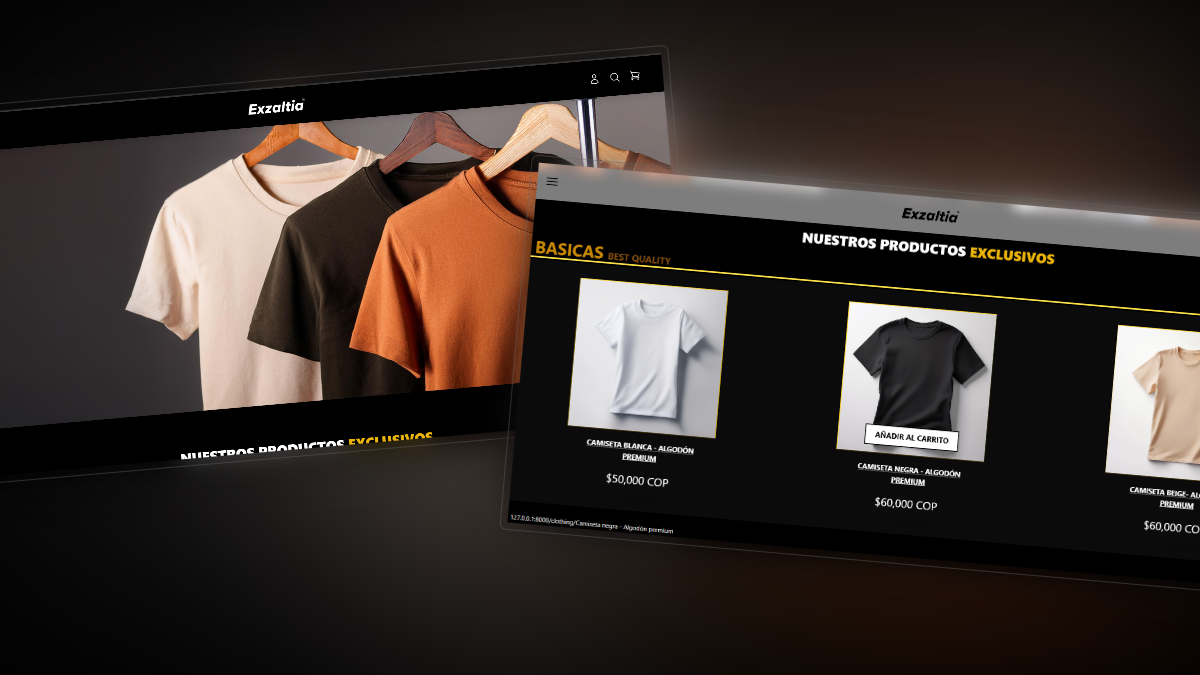 Exzaltia
NUESTROS PRODUCTOS EXCLUSIVOS
Exzaltia
NUESTROS PRODUCTOS EXCLUSIVOS
BASICAS BEST QUALITY
CAMISETA BLANCA - ALGODÓN
PREMIUM
$50,000 COP
AÑADIR AL CARRITO
CAMISETA NEGRA - ALGODÓN
PREMIUM
$60,000 COP
CAMISETA BEIGE- AL
PREMIUM
$60,000 CO
127.0.0.1:8000/clothing/Camiseta negra - Algodón premium